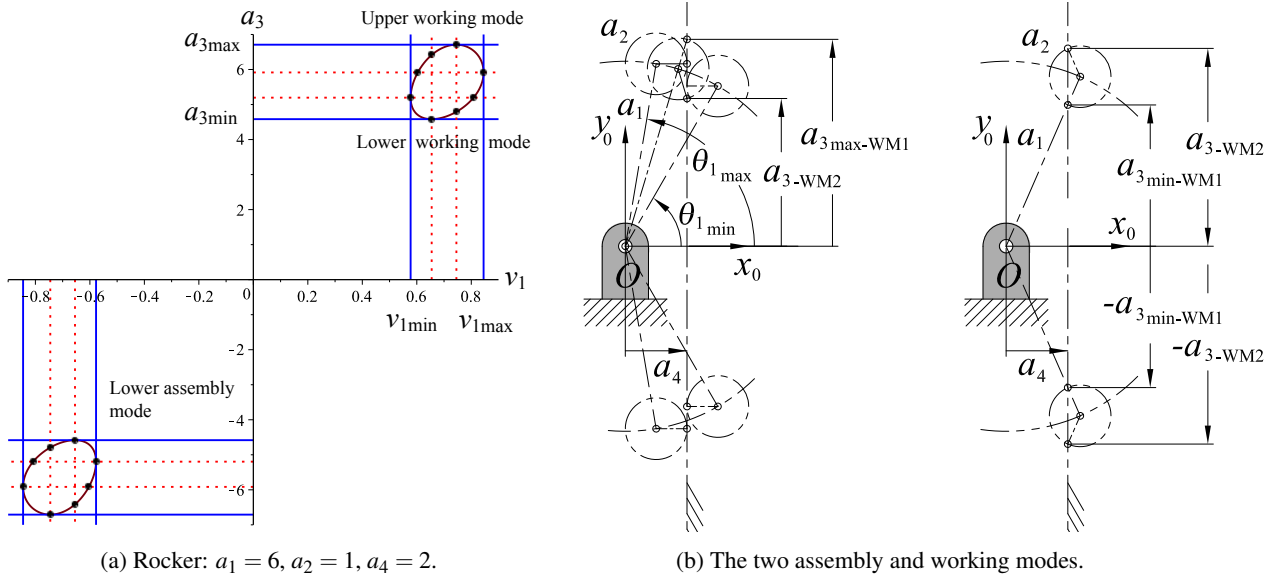 a₃
Upper working mode
a₃max
6
a₃min
4
Lower working mode
2
-0.8 -0.6 -0.4 -0.2 0 0.2 0.4 0.6 0.8 v₁
v₁min v₁max
-2
Lower assembly
mode
-4
-6
(a) Rocker: a₁ = 6, a₂ = 1, a₄ = 2.
a₂
a₁
y₀
θ₁max
θ₁min
a₃max-WM1
a₃-WM2
x₀
O
a₄
a₂
a₁
y₀
a₃-WM2
a₃min-WM1
x₀
O
-a₃min-WM1
-a₃-WM2
a₄
(b) The two assembly and working modes.